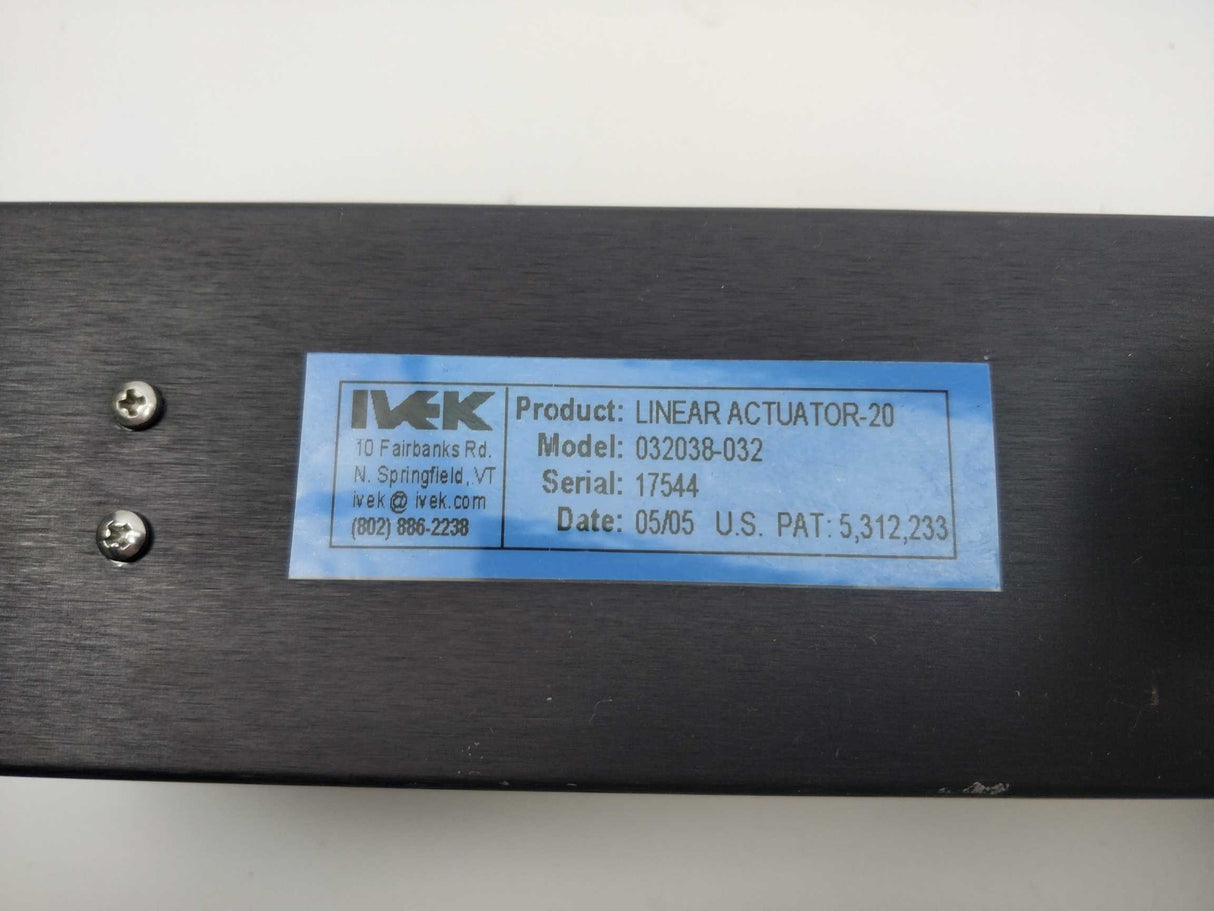 IVEK
10 Fairbanks Rd.
N. Springfield, VT
ivek @ ivek.com
(802) 886-2238
Product: LINEAR ACTUATOR-20
Model: 032038-032
Serial: 17544
Date: 05/05 U.S. PAT: 5,312,233